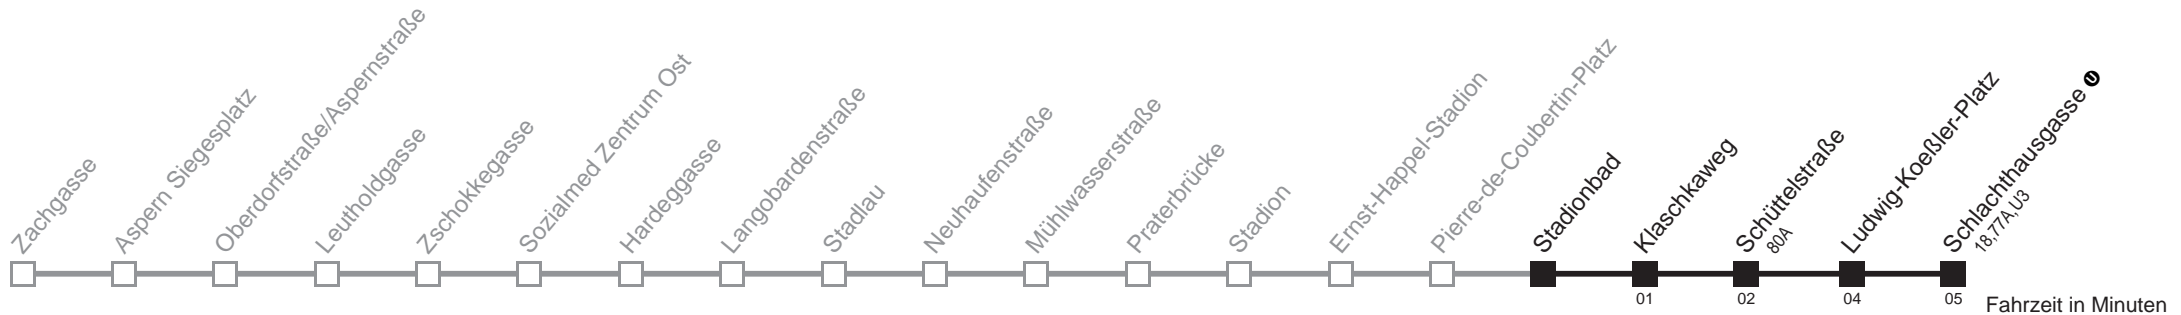 Zachgasse
Aspern Siegesplatz
Oberdorfstraße/Aspernstraße
Leutholdgasse
Zschokkegasse
Sozialmed Zentrum Ost
Hardeggasse
Langobardenstraße
Stadlau
Neuhaufenstraße
Mühlwasserstraße
Praterbrücke
Stadion
Ernst-Happel-Stadion
Pierre-de-Coubertin-Platz
Stadionbad
Klaschkaweg
01
Schüttelstraße
80A
02
Ludwig-Koeßler-Platz
04
Schlachthausgasse U
18,77A,U3
05
Fahrzeit in Minuten